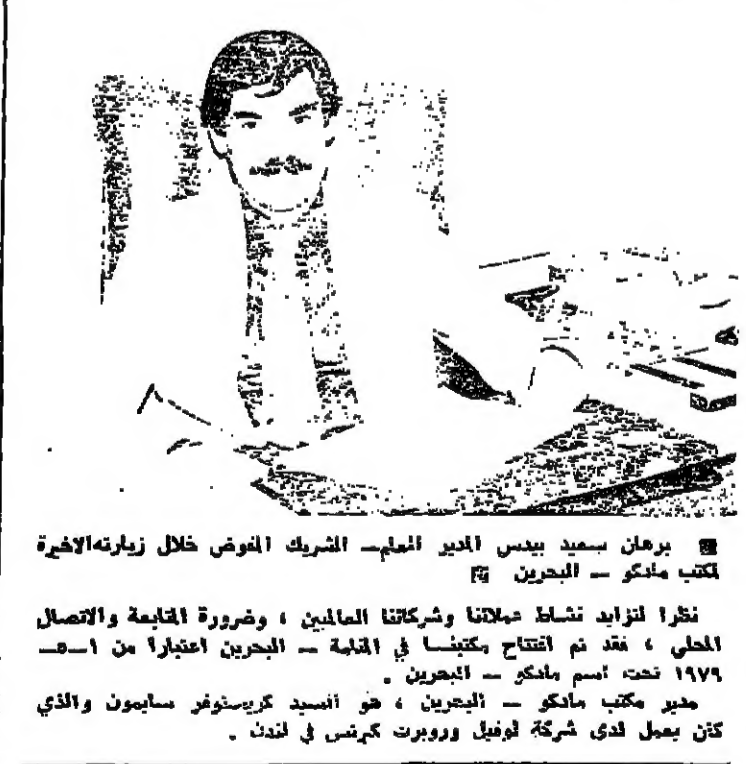 برهان سعيد بيدس المدير العام— الشريك المفوض خلال زيارته الاخيرة
لمكتب مادكو — البحرين
نظرا لتزايد نشاط عملائنا وشركائنا العالميين ، وضرورة المتابعة والاتصال
المحلي ، فقد تم افتتاح مكتبنا في المنامة — البحرين اعتبارا من ١—٥—
١٩٧٩ تحت اسم مادكو — البحرين .
مدير مكتب مادكو — البحرين ، هو السيد كريستوفر سايمون والذي
كان يعمل لدى شركة لوفيل وروبرت كرتس في لندن .